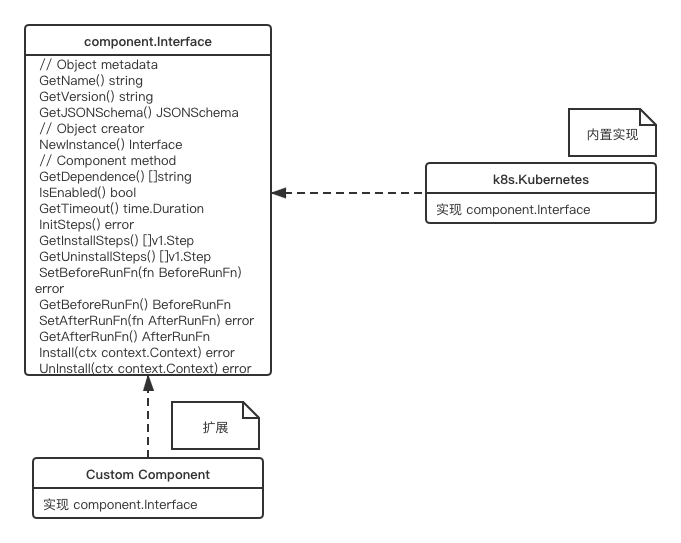 component.Interface
// Object metadata
GetName() string
GetVersion() string
GetJSONSchema() JSONSchema
// Object creator
NewInstance() Interface
// Component method
GetDependence() []string
IsEnabled() bool
GetTimeout() time.Duration
InitSteps() error
GetInstallSteps() []v1.Step
GetUninstallSteps() []v1.Step
SetBeforeRunFn(fn BeforeRunFn)
error
GetBeforeRunFn() BeforeRunFn
SetAfterRunFn(fn AfterRunFn) error
GetAfterRunFn() AfterRunFn
Install(ctx context.Context) error
UnInstall(ctx context.Context) error
内置实现
k8s.Kubernetes
实现 component.Interface
扩展
Custom Component
实现 component.Interface